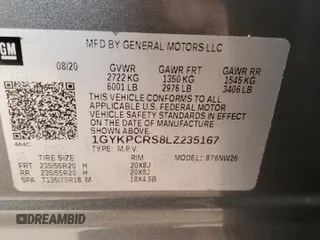 GM
MFD BY GENERAL MOTORS LLC
08/20 GVWR GAWR FRT GAWR RR
2722 KG 1350 KG 1545 KG
6001 LB 2976 LB 3406 LB
THIS VEHICLE CONFORMS TO ALL
APPLICABLE U.S. FEDERAL MOTOR
VEHICLE SAFETY STANDARDS IN
EFFECT ON THE DATE OF
MANUFACTURE SHOWN ABOVE.
1GYKPCRS8LZ235167
TYPE: M.P.V. MODEL: 976NW26
TIRE SIZE RIM
FRT 235/55R20 H 20X8J
RR 235/55R20 H 20X8J
SPA T135/70R18 M 18X4.5B